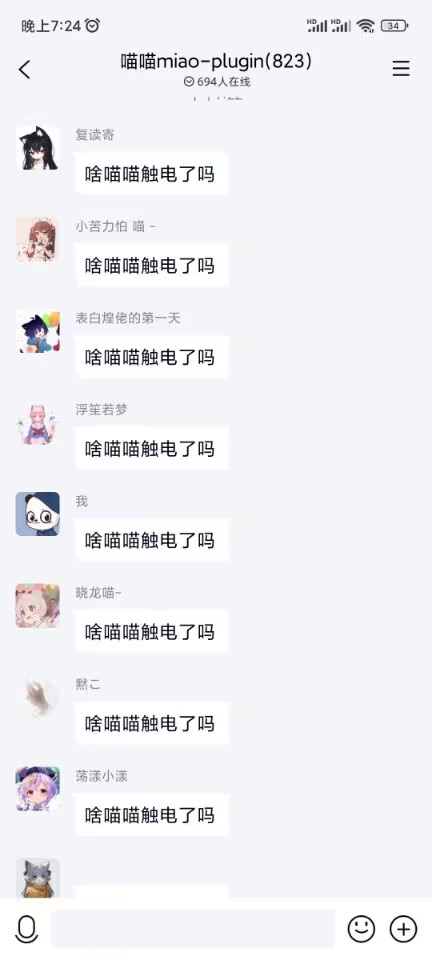 晚上7:24
HD
HD
34
喵喵miao-plugin(823)
694人在线
复读寄
啥喵喵触电了吗
小苦力怕 喵 ~
啥喵喵触电了吗
表白煌佬的第一天
啥喵喵触电了吗
浮笙若梦
啥喵喵触电了吗
我
啥喵喵触电了吗
晓龙喵~
啥喵喵触电了吗
黙こ
啥喵喵触电了吗
荡漾小漾
啥喵喵触电了吗